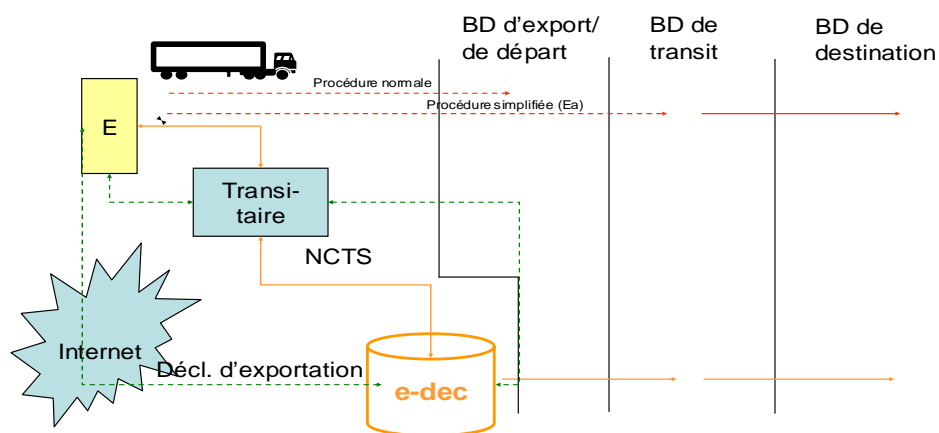 BD d'export/
de départ
BD de
transit
BD de
destination
Procédure normale
Procédure simplifiée (Ea)
E
Transi-
taire
NCTS
Internet
Décl. d'exportation
e-dec